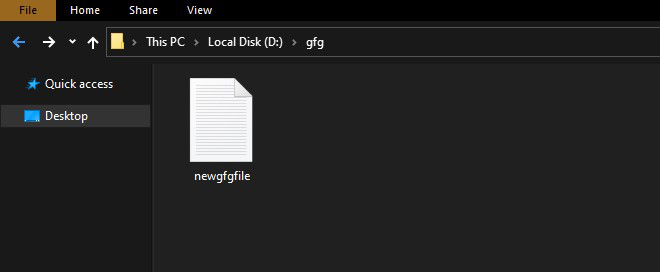 File Home Share View
This PC Local Disk (D:) gfg
Quick access
Desktop
newgfgfile